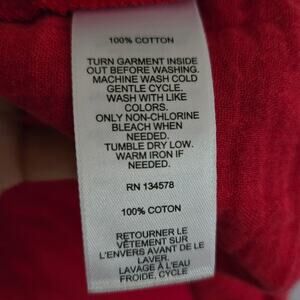 100% COTTON
TURN GARMENT INSIDE
OUT BEFORE WASHING.
MACHINE WASH COLD
GENTLE CYCLE.
WASH WITH LIKE
COLORS.
ONLY NON-CHLORINE
BLEACH WHEN
NEEDED.
TUMBLE DRY LOW.
WARM IRON IF
NEEDED.
RN 134578
100% COTON
RETOURNER LE
VÊTEMENT SUR
L'ENVERS AVANT DE LE
LAVER.
LAVAGE À L'EAU
FROIDE, CYCLE